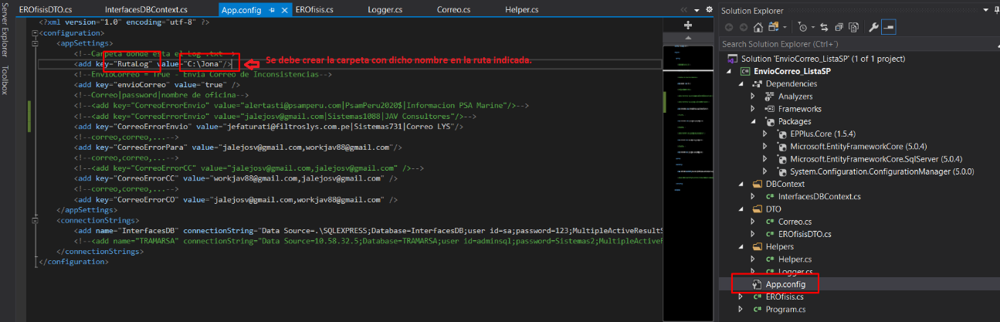 EROfisisDTO.cs InterfacesDBContext.cs App.config EROfisis.cs Logger.cs Correo.cs Helper.cs
Server Explorer
Toolbox
<?xml version="1.0" encoding="utf-8" ?>
<configuration>
<appSettings>
<!--Carpeta donde esta el Log .txt-->
<add key="RutaLog" value="C:\\Jona"/>
Se debe crear la carpeta con dicho nombre en la ruta indicada.
<!--EnvioCorreo = True - Envia Correo de Inconsistencias-->
<add key="envioCorreo" value="true" />
<!--Correo|password|nombre de oficina-->
<!--<add key="CorreoErrorEnvio" value="alertasti@psamperu.com|PsamPeru2020$|Informacion PSA Marine"/>-->
<!--<add key="CorreoErrorEnvio" value="jalejosv@gmail.com|Sistemas1088|JAV Consultores"/>-->
<add key="CorreoErrorEnvio" value="jefaturati@filtroslys.com.pe|Sistemas731|Correo LYS"/>
<!--correo,correo,...-->
<add key="CorreoErrorPara" value="jalejosv@gmail.com,workjav88@gmail.com"/>
<!--correo,correo,...-->
<!--<add key="CorreoErrorCC" value="jalejosv@gmail.com,jalejosv@gmail.com" />-->
<add key="CorreoErrorCC" value="workjav88@gmail.com,jalejosv@gmail.com" />
<!--correo,correo,...-->
<add key="CorreoErrorCO" value="jalejosv@gmail.com,workjav88@gmail.com" />
</appSettings>
<connectionStrings>
<add name="InterfacesDB" connectionString="Data Source=.\SQLEXPRESS;Database=InterfacesDB;user id=sa;password=123;MultipleActiveResultS
<!--<add name="TRAMARSA" connectionString="Data Source=10.58.32.5;Database=TRAMARSA;user id=adminsql;password=Sistemas2;MultipleActiveR
</connectionStrings>
</configuration>
Solution Explorer
Search Solution Explorer (Ctrl+´)
Solution 'EnvioCorreo_ListaSP' (1 of 1 project)
EnvioCorreo_ListaSP
Dependencies
Analyzers
Frameworks
Packages
EPPlus.Core (1.5.4)
Microsoft.EntityFrameworkCore (5.0.4)
Microsoft.EntityFrameworkCore.SqlServer (5.0.4)
System.Configuration.ConfigurationManager (5.0.0)
DBContext
InterfacesDBContext.cs
DTO
Correo.cs
EROfisisDTO.cs
Helpers
Helper.cs
Logger.cs
App.config
EROfisis.cs
Program.cs